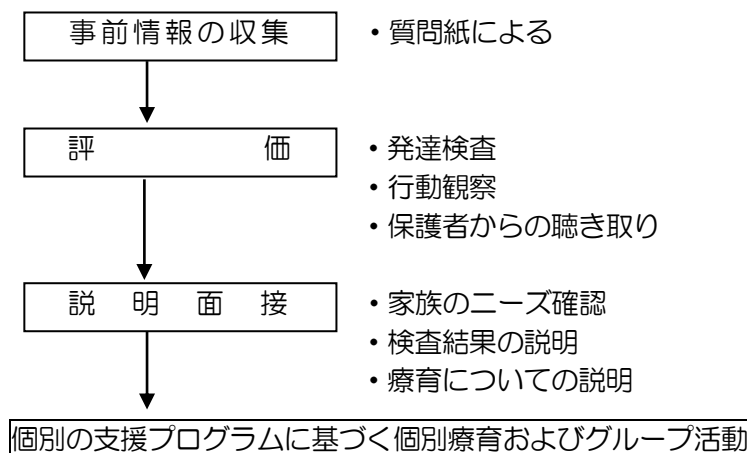 事前情報の収集 ・質問紙による
評価 ・発達検査
・行動観察
・保護者からの聴き取り
説明面接 ・家族のニーズ確認
・検査結果の説明
・療育についての説明
個別の支援プログラムに基づく個別療育およびグループ活動